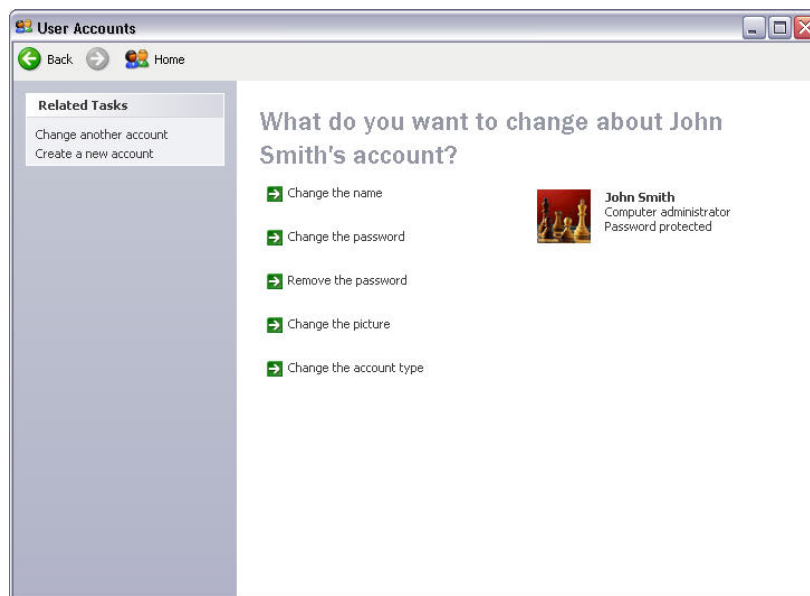 User Accounts
Back
Home
Related Tasks
Change another account
Create a new account
What do you want to change about John
Smith's account?
Change the name
Change the password
Remove the password
Change the picture
Change the account type
John Smith
Computer administrator
Password protected